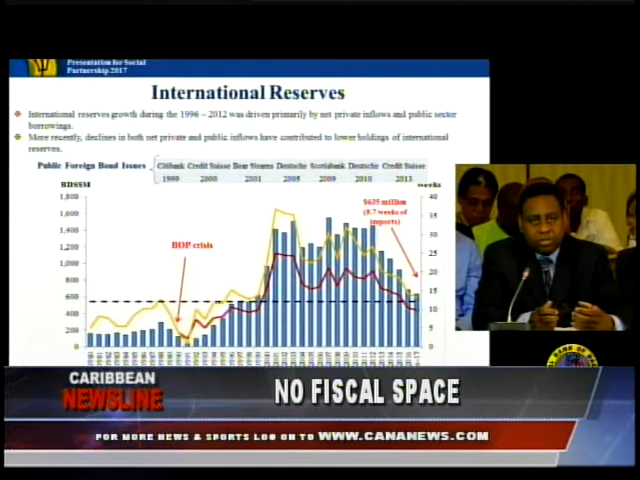 Presentation for Social
Partnership 2017
International Reserves
International reserves growth during the 1996 – 2012 was driven primarily by net private inflows and public sector
borrowings.
More recently, declines in both net private and public inflows have contributed to lower holdings of international
reserves.
Public Foreign Bond Issues
Citibank Credit Suisse Bear Stearns Deutsche Scotiabank Deutsche Credit Suisse
1999 2000 2001 2005 2009 2010 2013
BDS$M
weeks
1,800
1,600
1,400
1,200
1,000
800
600
400
200
0
40
35
30
25
20
15
10
5
0
BOP crisis
$635 million
(9.7 weeks of
imports)
CARIBBEAN
NEWSLINE
NO FISCAL SPACE
FOR MORE NEWS & SPORTS LOG ON TO WWW.CANANEWS.COM